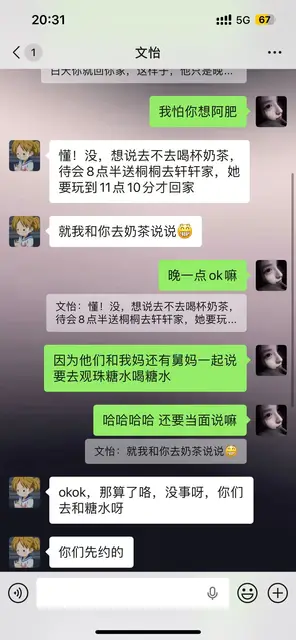 20:31
5G
67
1
文怡
白天你就回你家，这样子，他只是晚...
我怕你想阿肥
懂！没，想说去不去喝杯奶茶，
待会8点半送桐桐去轩轩家，她
要玩到11点10分才回家
就我和你去奶茶说说😁
晚一点ok嘛
文怡：懂！没，想说去不去喝杯奶茶，
待会8点半送桐桐去轩轩家，她要玩...
因为他们和我妈还有舅妈一起说
要去观珠糖水喝糖水
哈哈哈哈 还要当面说嘛
文怡：就我和你去奶茶说说😁
okok，那算了咯，没事呀，你们
去和糖水呀
你们先约的